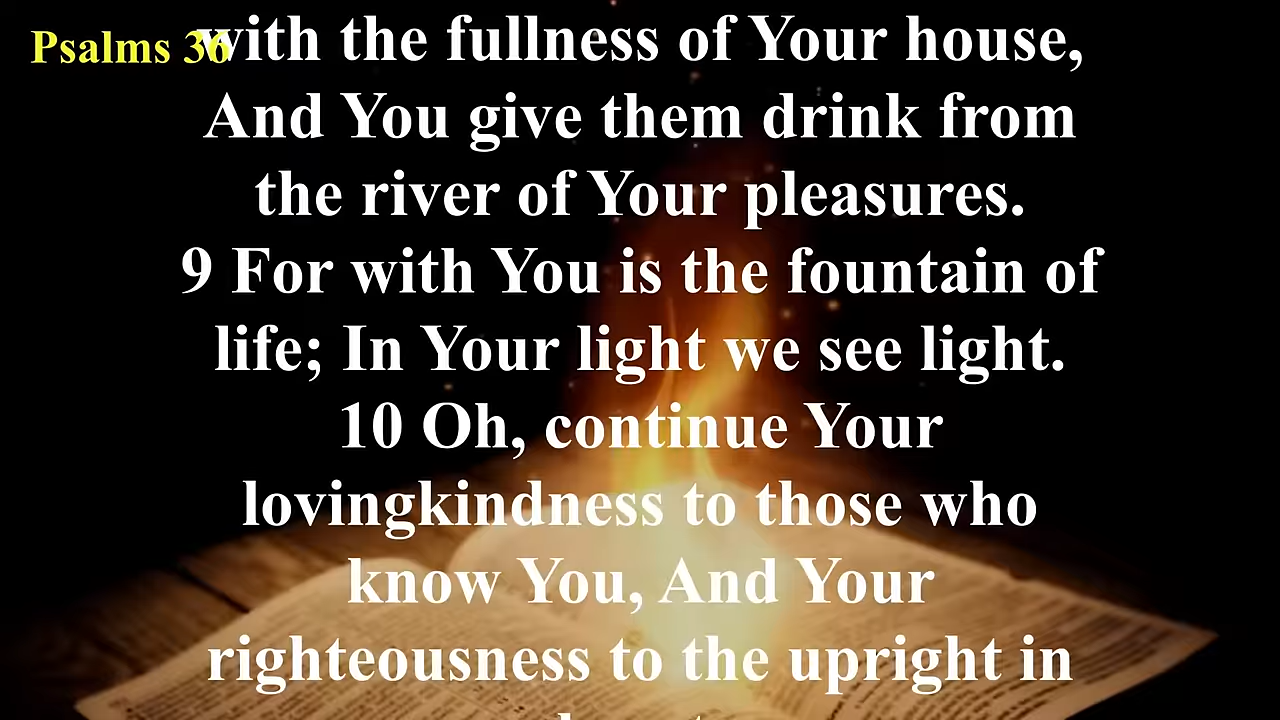 Psalms 36
with the fullness of Your house,
And You give them drink from
the river of Your pleasures.
9 For with You is the fountain of
life; In Your light we see light.
10 Oh, continue Your
lovingkindness to those who
know You, And Your
righteousness to the upright in